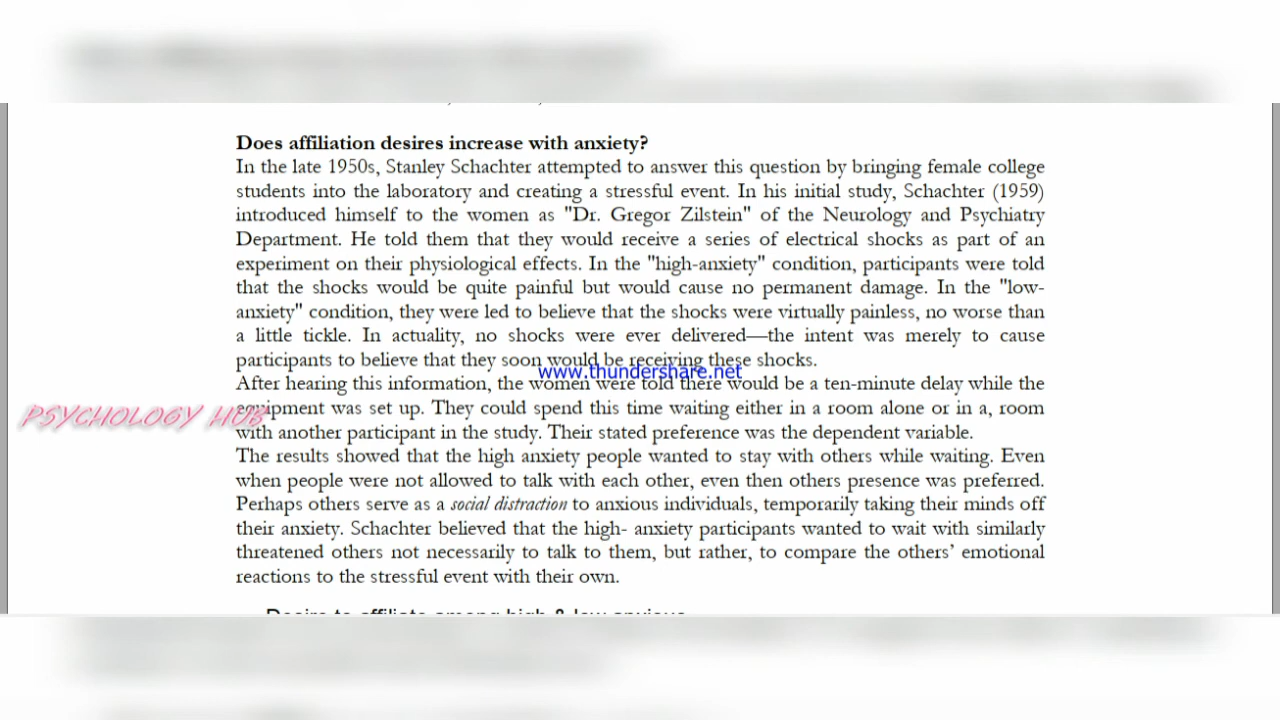 Does affiliation desires increase with anxiety?
In the late 1950s, Stanley Schachter attempted to answer this question by bringing female college
students into the laboratory and creating a stressful event. In his initial study, Schachter (1959)
introduced himself to the women as "Dr. Gregor Zilstein" of the Neurology and Psychiatry
Department. He told them that they would receive a series of electrical shocks as part of an
experiment on their physiological effects. In the "high-anxiety" condition, participants were told
that the shocks would be quite painful but would cause no permanent damage. In the "low-
anxiety" condition, they were led to believe that the shocks were virtually painless, no worse than
a little tickle. In actuality, no shocks were ever delivered—the intent was merely to cause
participants to believe that they soon would be receiving these shocks.
www.thundershare.net
After hearing this information, the women were told there would be a ten-minute delay while the
equipment was set up. They could spend this time waiting either in a room alone or in a, room
PSYCHOLOGY HUB
with another participant in the study. Their stated preference was the dependent variable.
The results showed that the high anxiety people wanted to stay with others while waiting. Even
when people were not allowed to talk with each other, even then others presence was preferred.
Perhaps others serve as a social distraction to anxious individuals, temporarily taking their minds off
their anxiety. Schachter believed that the high- anxiety participants wanted to wait with similarly
threatened others not necessarily to talk to them, but rather, to compare the others’ emotional
reactions to the stressful event with their own.
Desire to affiliate among high & low anxious